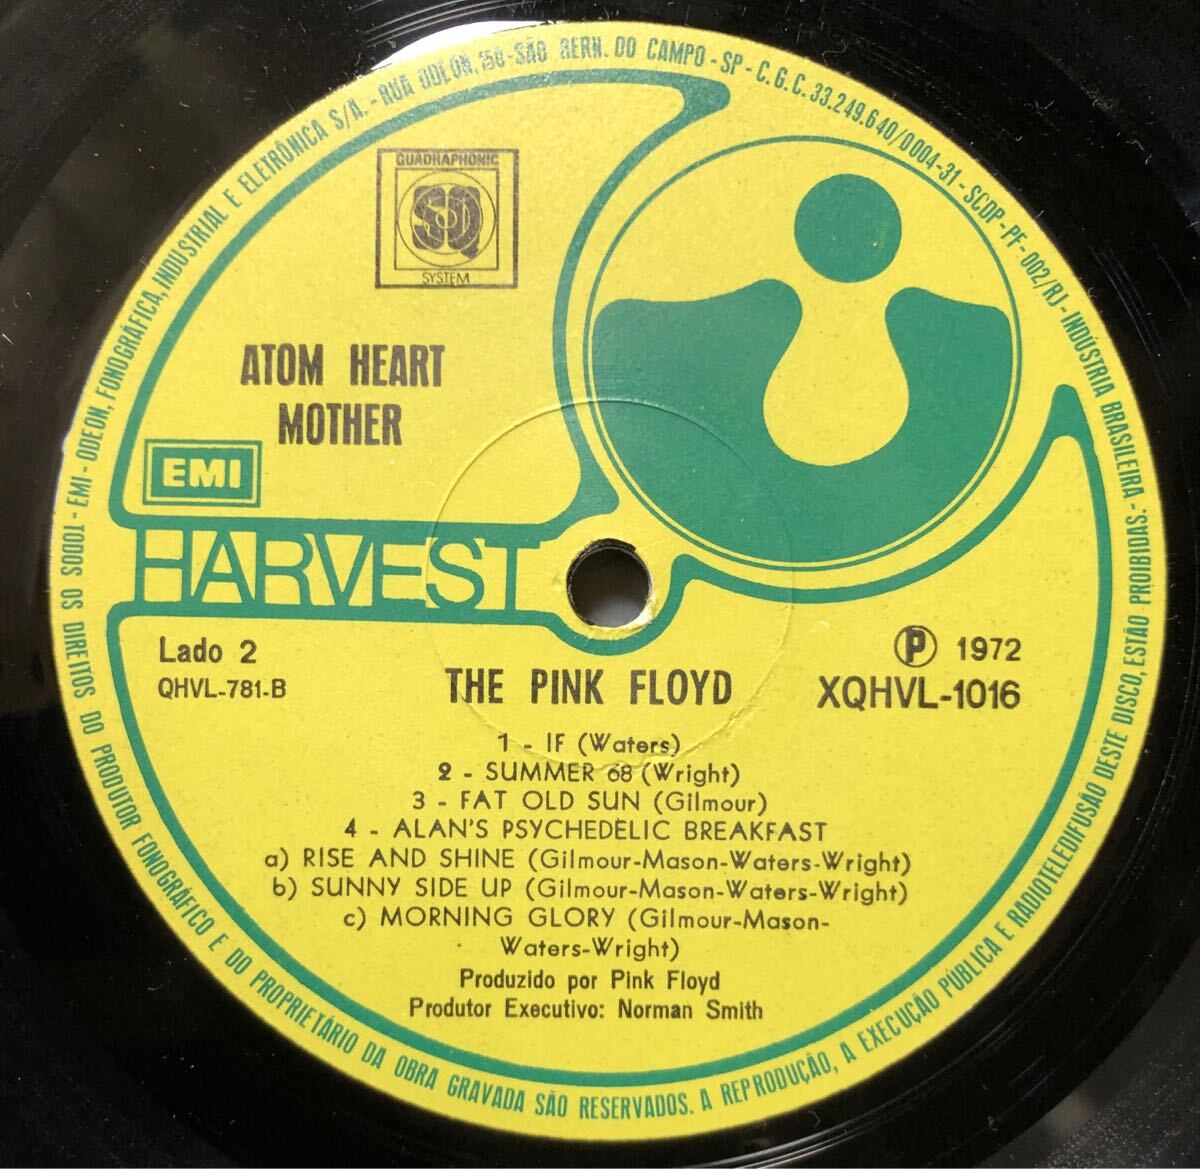 EMI - ODEON, FONOGRÁFICA, INDUSTRIAL E ELETRÔNICA S/A. - RUA ODEON, 150 - SÃO BERN. DO CAMPO - SP - C.G.C. 33.249.640/0004-31 - SCDP - PF - 002/RJ - INDÚSTRIA BRASILEIRA -
QUADRAPHONIC
SQ
SYSTEM
ATOM HEART
MOTHER
EMI
HARVEST
Lado 2
QHVL-781-B
THE PINK FLOYD
Ⓟ 1972
XQHVL-1016
1 - IF (Waters)
2 - SUMMER 68 (Wright)
3 - FAT OLD SUN (Gilmour)
4 - ALAN'S PSYCHEDELIC BREAKFAST
a) RISE AND SHINE (Gilmour-Mason-Waters-Wright)
b) SUNNY SIDE UP (Gilmour-Mason-Waters-Wright)
c) MORNING GLORY (Gilmour-Mason-
Waters-Wright)
Produzido por Pink Floyd
Produtor Executivo: Norman Smith
TODOS OS DIREITOS DO PRODUTOR FONOGRÁFICO E DO PROPRIETÁRIO DA OBRA GRAVADA SÃO RESERVADOS. A REPRODUÇÃO, A EXECUÇÃO PÚBLICA E RADIOTELEDIFUSÃO DESTE DISCO, ESTÃO PROIBIDAS. -